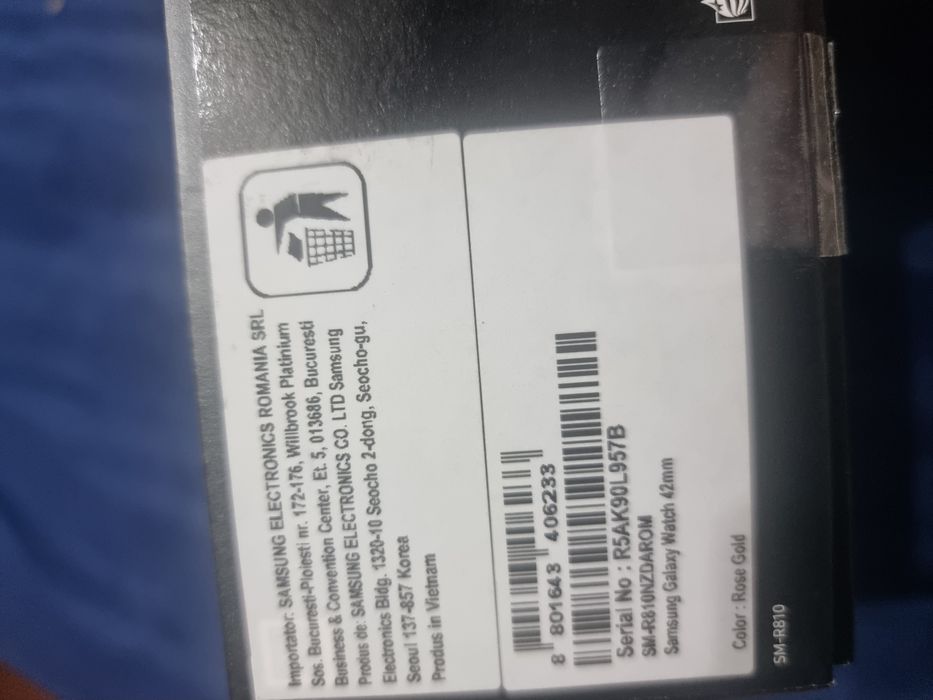 Importator: SAMSUNG ELECTRONICS ROMANIA SRL
Sos. Bucuresti-Ploiesti nr. 172-176, Willbrook Platinium
Business & Convention Center, Et. 5, 013686, Bucuresti
Produs de: SAMSUNG ELECTRONICS CO. LTD Samsung
Electronics Bldg. 1320-10 Seocho 2-dong, Seocho-gu,
Seoul 137-857 Korea
Produs in Vietnam
8 801643 406233
Serial No : R5AK90L957B
SM-R810NZDAROM
Samsung Galaxy Watch 42mm
Color : Rose Gold
SM-R810